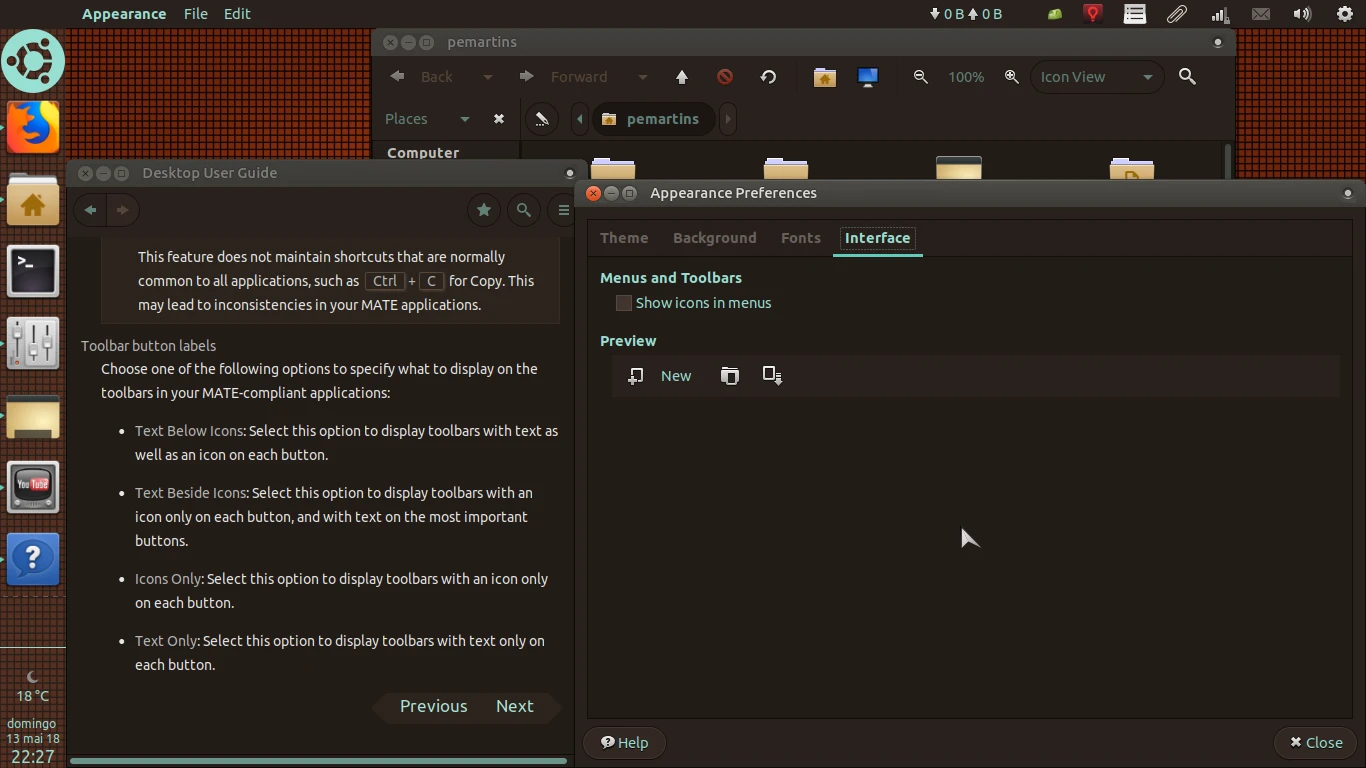 Appearance File Edit
0 B 0 B
pemartins
Back Forward 100% Icon View
Places pemartins
Computer
Desktop User Guide
This feature does not maintain shortcuts that are normally
common to all applications, such as Ctrl + C for Copy. This
may lead to inconsistencies in your MATE applications.
Toolbar button labels
Choose one of the following options to specify what to display on the
toolbars in your MATE-compliant applications:
• Text Below Icons: Select this option to display toolbars with text as
well as an icon on each button.
• Text Beside Icons: Select this option to display toolbars with an
icon only on each button, and with text on the most important
buttons.
• Icons Only: Select this option to display toolbars with an icon only
on each button.
• Text Only: Select this option to display toolbars with text only on
each button.
Previous Next
Appearance Preferences
Theme Background Fonts Interface
Menus and Toolbars
Show icons in menus
Preview
New
Help Close
You Tube
18 °C
domingo
13 mai 18
22:27